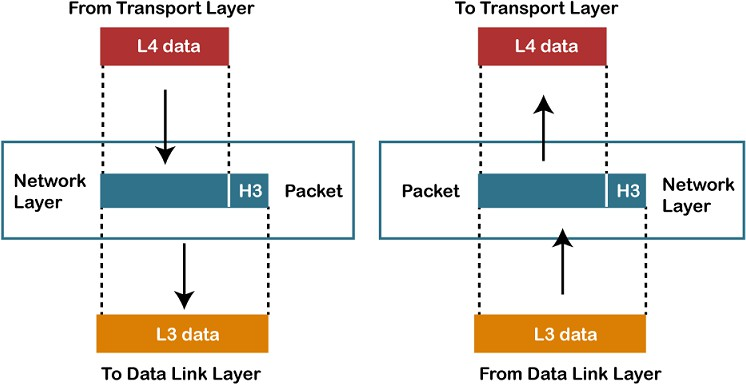 From Transport Layer
L4 data
Network
Layer
H3
Packet
L3 data
To Data Link Layer
To Transport Layer
L4 data
Packet
H3
Network
Layer
L3 data
From Data Link Layer